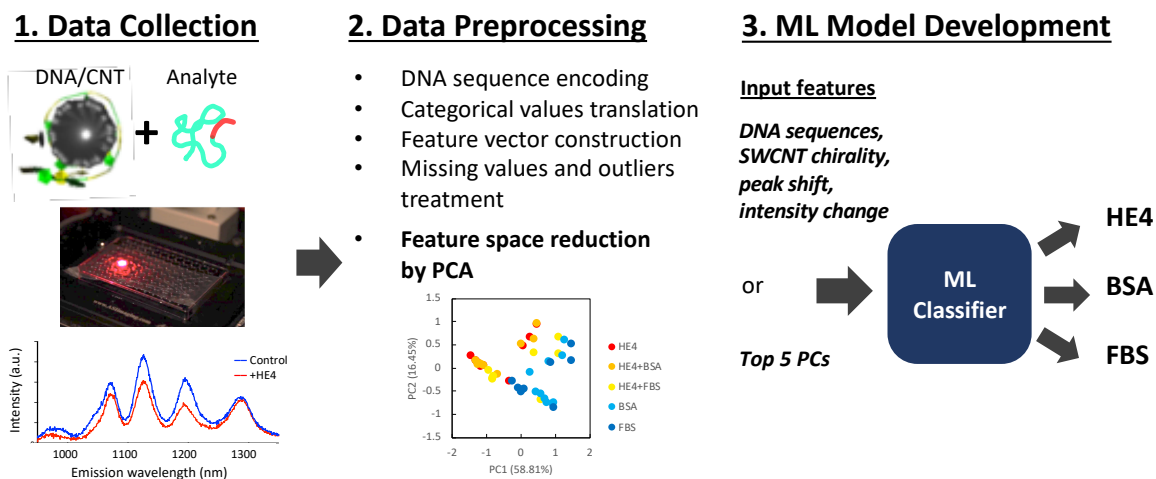 1. Data Collection
DNA/CNT
Analyte
+
Intensity (a.u.)
Control
+HE4
1000 1100 1200 1300
Emission wavelength (nm)
2. Data Preprocessing
• DNA sequence encoding
• Categorical values translation
• Feature vector construction
• Missing values and outliers
treatment
• Feature space reduction
by PCA
PC2 (16.45%)
1.5
1
0.5
0
-0.5
-1
-1.5
-2 -1 0 1 2
PC1 (58.81%)
HE4
HE4+BSA
HE4+FBS
BSA
FBS
3. ML Model Development
Input features
DNA sequences,
SWCNT chirality,
peak shift,
intensity change
or
Top 5 PCs
ML
Classifier
HE4
BSA
FBS